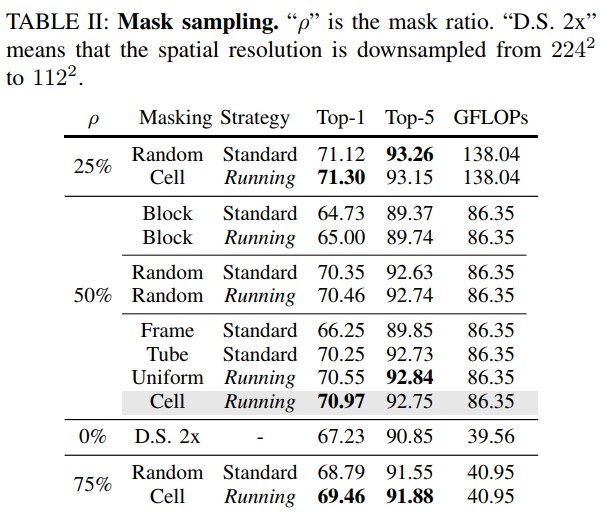 TABLE II: Mask sampling. “ρ” is the mask ratio. “D.S. 2x”
means that the spatial resolution is downsampled from 224²
to 112².
ρ Masking Strategy Top-1 Top-5 GFLOPs
25% Random Standard 71.12 93.26 138.04
Cell Running 71.30 93.15 138.04
Block Standard 64.73 89.37 86.35
Block Running 65.00 89.74 86.35
Random Standard 70.35 92.63 86.35
50% Random Running 70.46 92.74 86.35
Frame Standard 66.25 89.85 86.35
Tube Standard 70.25 92.73 86.35
Uniform Running 70.55 92.84 86.35
Cell Running 70.97 92.75 86.35
0% D.S. 2x - 67.23 90.85 39.56
75% Random Standard 68.79 91.55 40.95
Cell Running 69.46 91.88 40.95